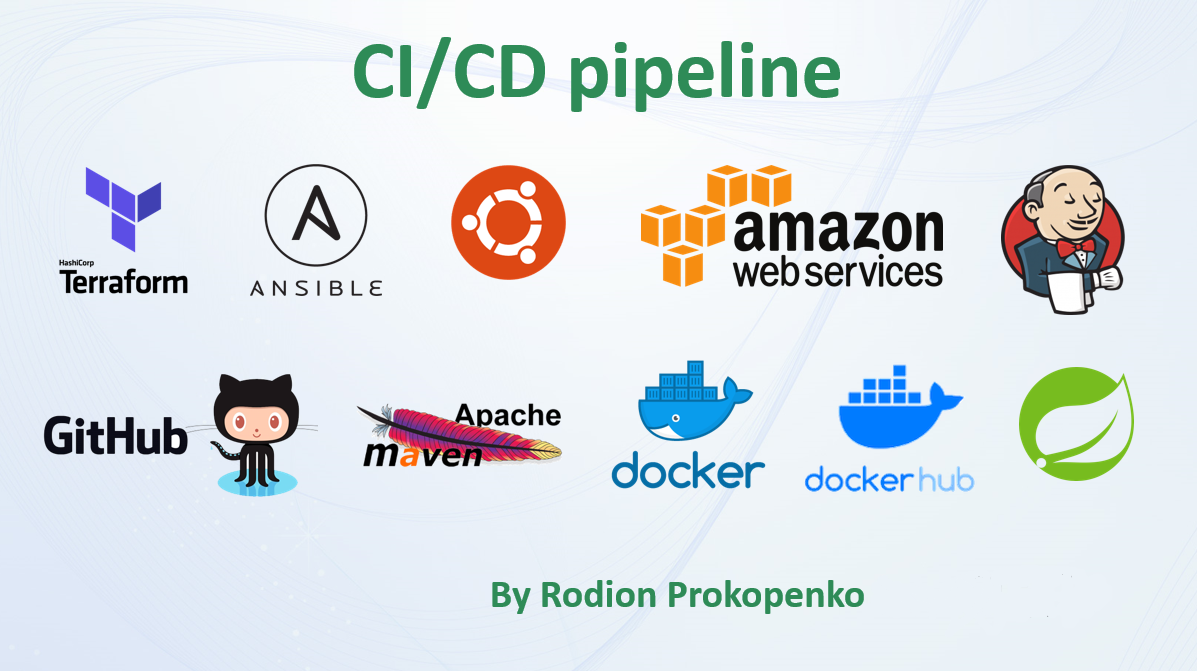 CI/CD pipeline
HashiCorp
Terraform
ANSIBLE
amazon
web services
GitHub
Apache
maven
docker
docker hub
By Rodion Prokopenko